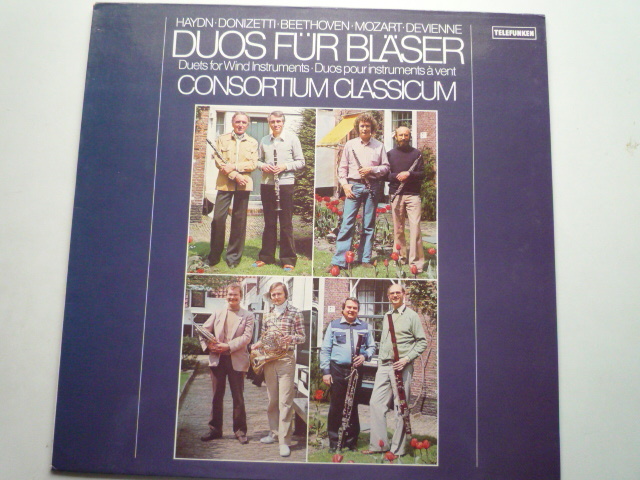 HAYDN·DONIZETTI·BEETHOVEN·MOZART·DEVIENNE
TELEFUNKEN
DUOS FÜR BLÄSER
Duets for Wind Instruments·Duos pour instruments à vent
CONSORTIUM CLASSICUM